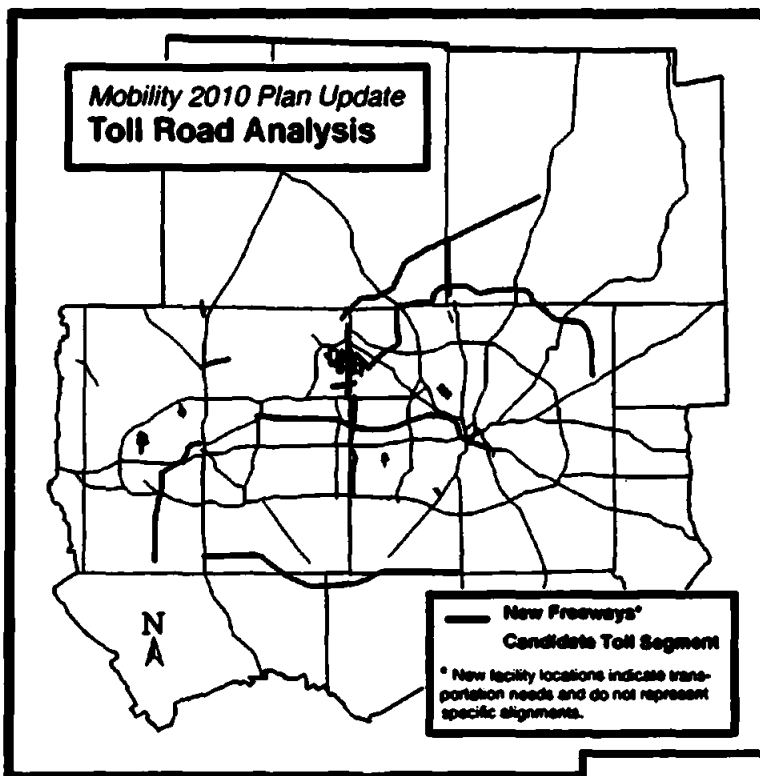 Mobility 2010 Plan Update
Toll Road Analysis
N
New Freeways*
Candidate Toll Segment
* New facility locations indicate trans-
portation needs and do not represent
specific alignments.